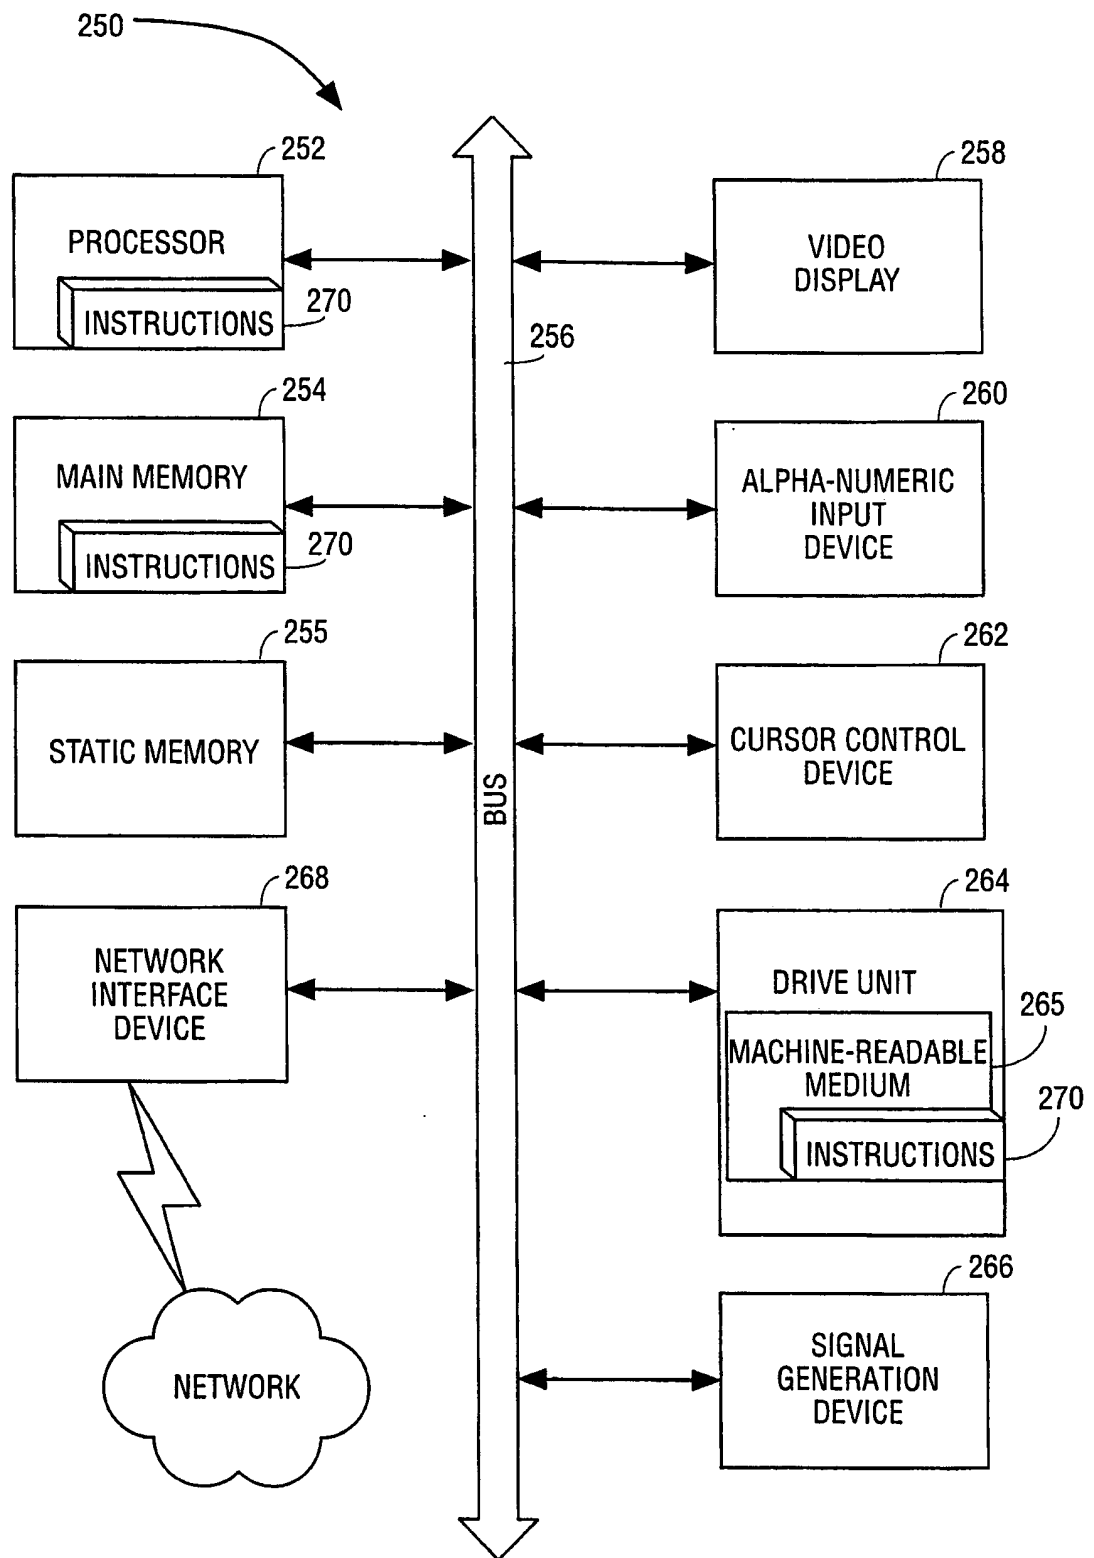 250
252
PROCESSOR
INSTRUCTIONS
270
254
MAIN MEMORY
INSTRUCTIONS
270
255
STATIC MEMORY
268
NETWORK
INTERFACE
DEVICE
NETWORK
256
BUS
258
VIDEO
DISPLAY
260
ALPHA-NUMERIC
INPUT
DEVICE
262
CURSOR CONTROL
DEVICE
264
DRIVE UNIT
265
MACHINE-READABLE
MEDIUM
270
INSTRUCTIONS
266
SIGNAL
GENERATION
DEVICE